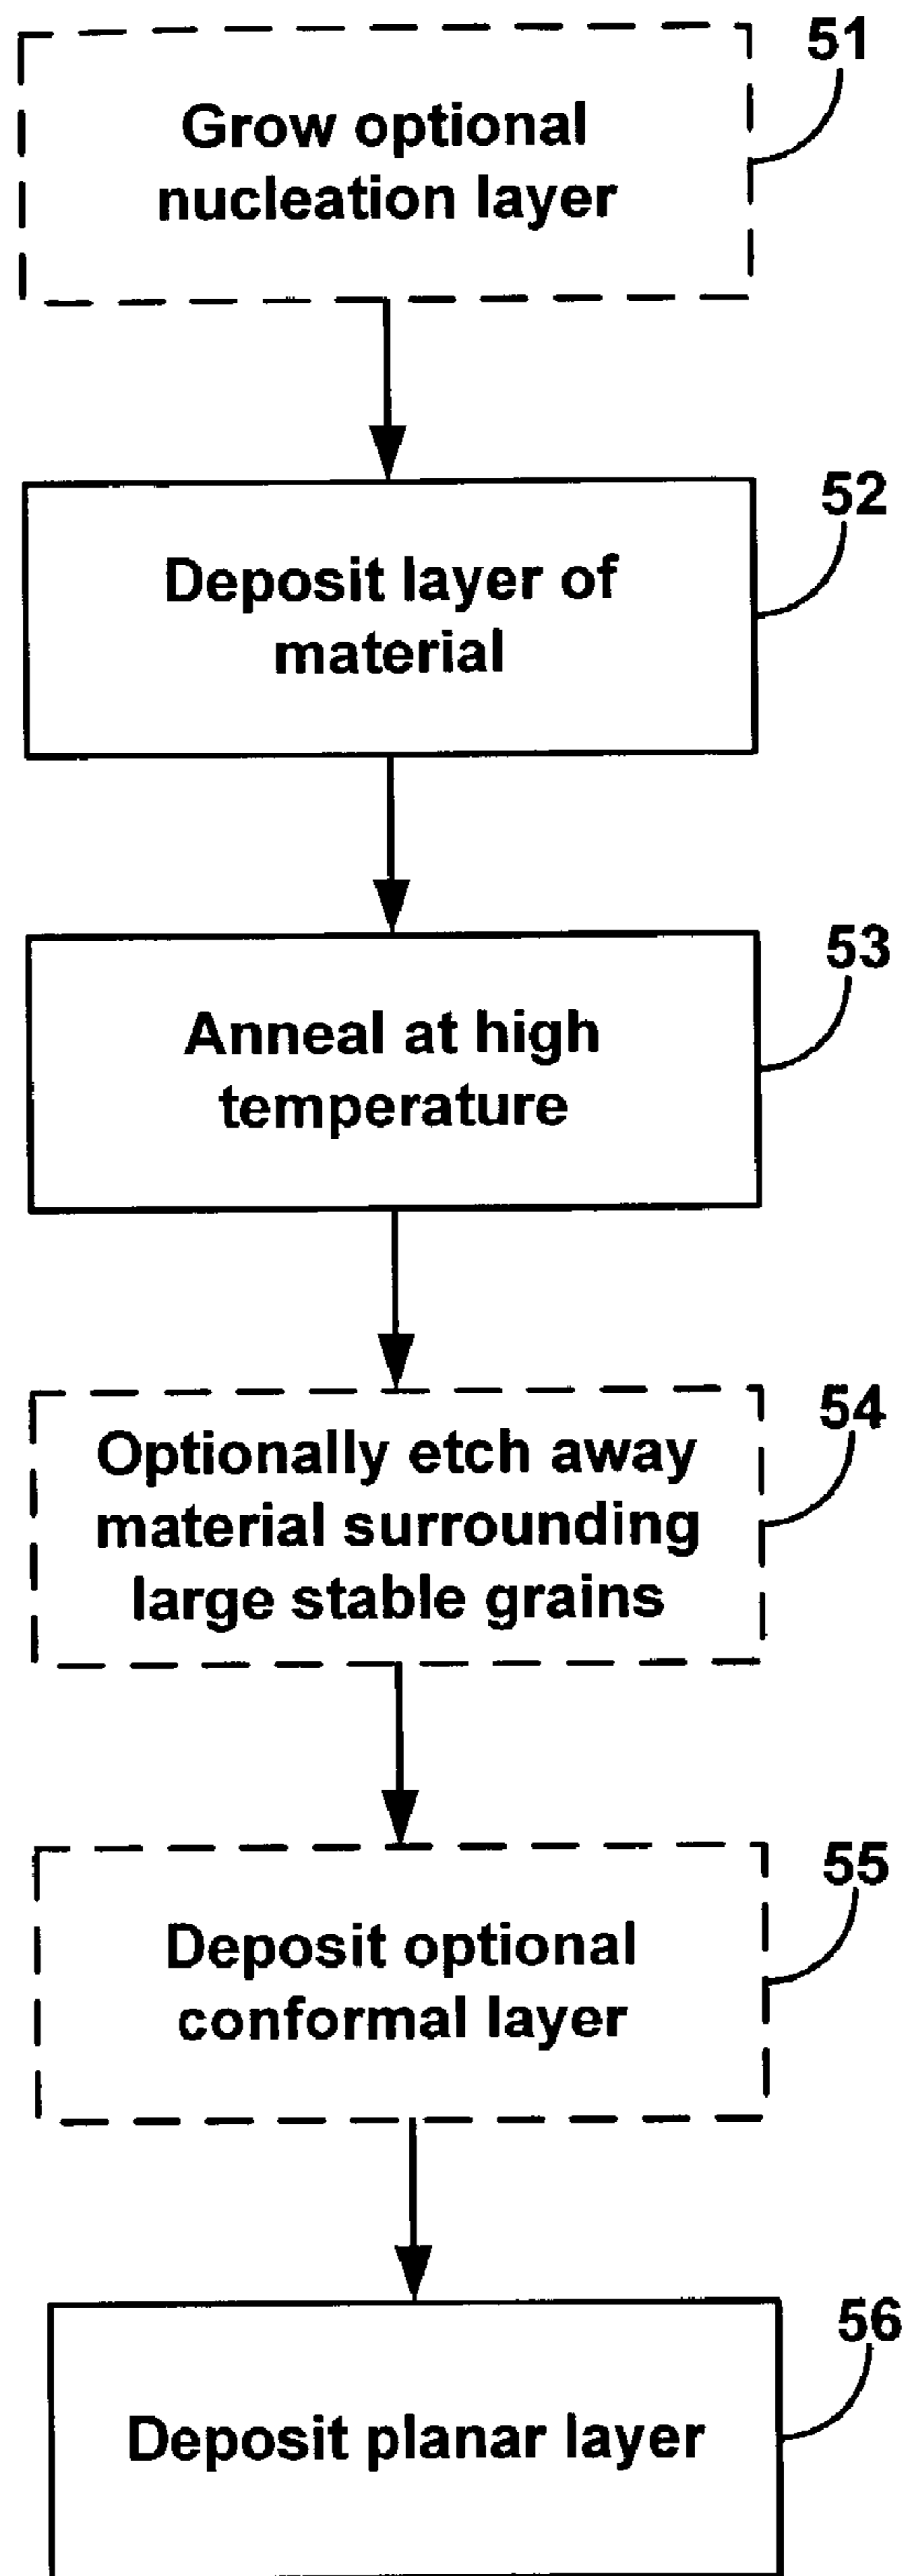 51
Grow optional
nucleation layer
52
Deposit layer of
material
53
Anneal at high
temperature
54
Optionally etch away
material surrounding
large stable grains
55
Deposit optional
conformal layer
56
Deposit planar layer